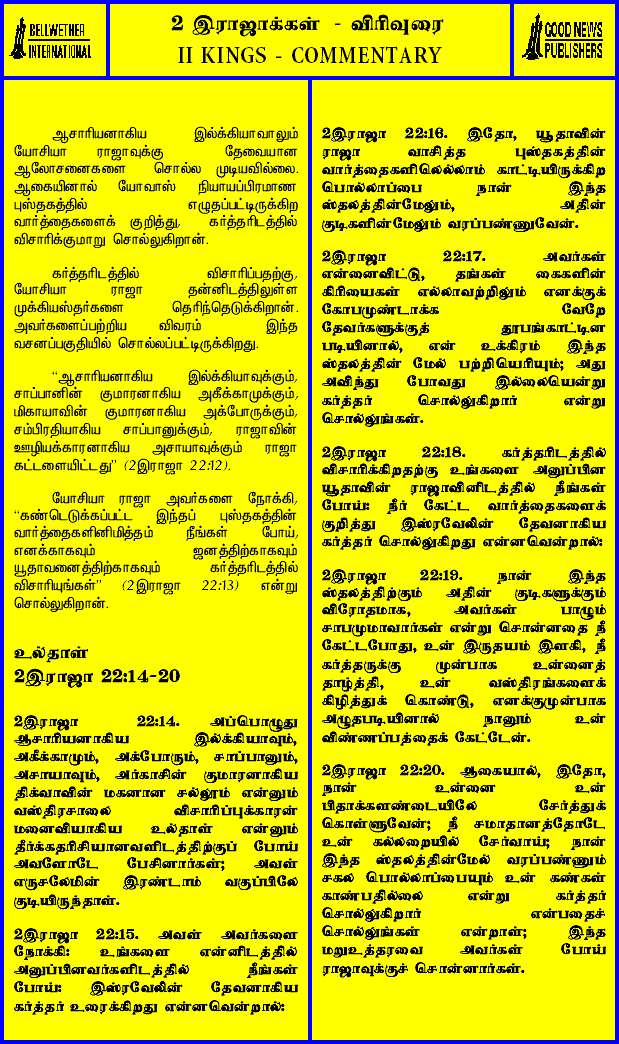 BELLWETHER
INTERNATIONAL
2 இராஜாக்கள் - விரிவுரை
II KINGS - COMMENTARY
GOOD NEWS
PUBLISHERS
ஆசாரியனாகிய இல்க்கியாவாலும்
யோசியா ராஜாவுக்கு தேவையான
ஆலோசனைகளை சொல்ல முடியவில்லை.
ஆகையினால் யோவாஸ் நியாயப்பிரமாண
புஸ்தகத்தில் எழுதப்பட்டிருக்கிற
வார்த்தைகளைக் குறித்து, கர்த்தரிடத்தில்
விசாரிக்குமாறு சொல்லுகிறான்.
கர்த்தரிடத்தில் விசாரிப்பதற்கு,
யோசியா ராஜா தன்னிடத்திலுள்ள
முக்கியஸ்தர்களை தெரிந்தெடுக்கிறான்.
அவர்களைப்பற்றிய விவரம் இந்த
வசனப்பகுதியில் சொல்லப்பட்டிருக்கிறது.
“ஆசாரியனாகிய இல்க்கியாவுக்கும்,
சாப்பானின் குமாரனாகிய அகீக்காமுக்கும்,
மிகாயாவின் குமாரனாகிய அக்போருக்கும்,
சம்பிரதியாகிய சாப்பானுக்கும், ராஜாவின்
ஊழியக்காரனாகிய அசாயாவுக்கும் ராஜா
கட்டளையிட்டது” (2இராஜா 22:12).
யோசியா ராஜா அவர்களை நோக்கி,
“கண்டெடுக்கப்பட்ட இந்தப் புஸ்தகத்தின்
வார்த்தைகளினிமித்தம் நீங்கள் போய்,
எனக்காகவும் ஜனத்திற்காகவும்
யூதாவனைத்திற்காகவும் கர்த்தரிடத்தில்
விசாரியுங்கள்” (2இராஜா 22:13) என்று
சொல்லுகிறான்.
உல்தாள்
2இராஜா 22:14-20
2இராஜா 22:14. அப்பொழுது
ஆசாரியனாகிய இல்க்கியாவும்,
அகீக்காமும், அக்போரும், சாப்பானும்,
அசாயாவும், அர்காசின் குமாரனாகிய
திக்வாவின் மகனான சல்லூம் என்னும்
வஸ்திரசாலை விசாரிப்புக்காரன்
மனைவியாகிய உல்தாள் என்னும்
தீர்க்கதரிசியானவளிடத்திற்குப் போய்
அவளோடே பேசினார்கள்; அவள்
எருசலேமின் இரண்டாம் வகுப்பிலே
குடியிருந்தாள்.
2இராஜா 22:15. அவள் அவர்களை
நோக்கி: உங்களை என்னிடத்தில்
அனுப்பினவர்களிடத்தில் நீங்கள்
போய்: இஸ்ரவேலின் தேவனாகிய
கர்த்தர் உரைக்கிறது என்னவென்றால்:
2இராஜா 22:16. இதோ, யூதாவின்
ராஜா வாசித்த புஸ்தகத்தின்
வார்த்தைகளிலெல்லாம் காட்டியிருக்கிற
பொல்லாப்பை நான் இந்த
ஸ்தலத்தின்மேலும், அதின்
குடிகளின்மேலும் வரப்பண்ணுவேன்.
2இராஜா 22:17. அவர்கள்
என்னைவிட்டு, தங்கள் கைகளின்
கிரியைகள் எல்லாவற்றிலும் எனக்குக்
கோபமுண்டாக்க வேறே
தேவர்களுக்குத் தூபங்காட்டின
படியினால், என் உக்கிரம் இந்த
ஸ்தலத்தின் மேல் பற்றியெரியும்; அது
அவிந்து போவது இல்லையென்று
கர்த்தர் சொல்லுகிறார் என்று
சொல்லுங்கள்.
2இராஜா 22:18. கர்த்தரிடத்தில்
விசாரிக்கிறதற்கு உங்களை அனுப்பின
யூதாவின் ராஜாவினிடத்தில் நீங்கள்
போய்: நீர் கேட்ட வார்த்தைகளைக்
குறித்து இஸ்ரவேலின் தேவனாகிய
கர்த்தர் சொல்லுகிறது என்னவென்றால்:
2இராஜா 22:19. நான் இந்த
ஸ்தலத்திற்கும் அதின் குடிகளுக்கும்
விரோதமாக, அவர்கள் பாழும்
சாபமுமாவார்கள் என்று சொன்னதை நீ
கேட்டபோது, உன் இருதயம் இளகி, நீ
கர்த்தருக்கு முன்பாக உன்னைத்
தாழ்த்தி, உன் வஸ்திரங்களைக்
கிழித்துக் கொண்டு, எனக்குமுன்பாக
அழுதபடியினால் நானும் உன்
விண்ணப்பத்தைக் கேட்டேன்.
2இராஜா 22:20. ஆகையால், இதோ,
நான் உன்னை உன்
பிதாக்களண்டையிலே சேர்த்துக்
கொள்ளுவேன்; நீ சமாதானத்தோடே
உன் கல்லறையில் சேர்வாய்; நான்
இந்த ஸ்தலத்தின்மேல் வரப்பண்ணும்
சகல பொல்லாப்பையும் உன் கண்கள்
காண்பதில்லை என்று கர்த்தர்
சொல்லுகிறார் என்பதைச்
சொல்லுங்கள் என்றாள்; இந்த
மறுஉத்தரவை அவர்கள் போய்
ராஜாவுக்குச் சொன்னார்கள்.